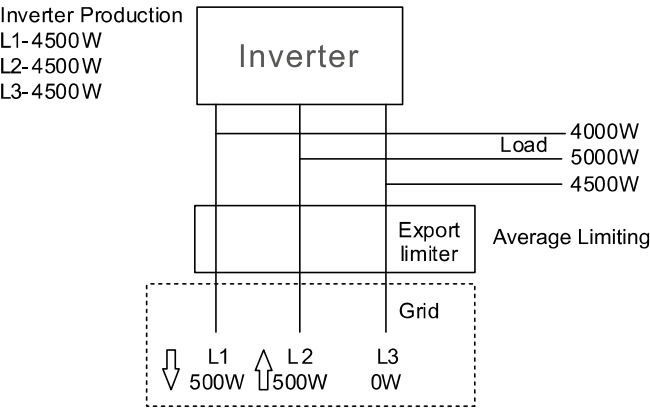 Inverter Production
L1-4500W
L2-4500W
L3-4500W
Inverter
4000W
Load
5000W
4500W
Export
limiter
Average Limiting
Grid
L1 L2 L3
500W 500W 0W